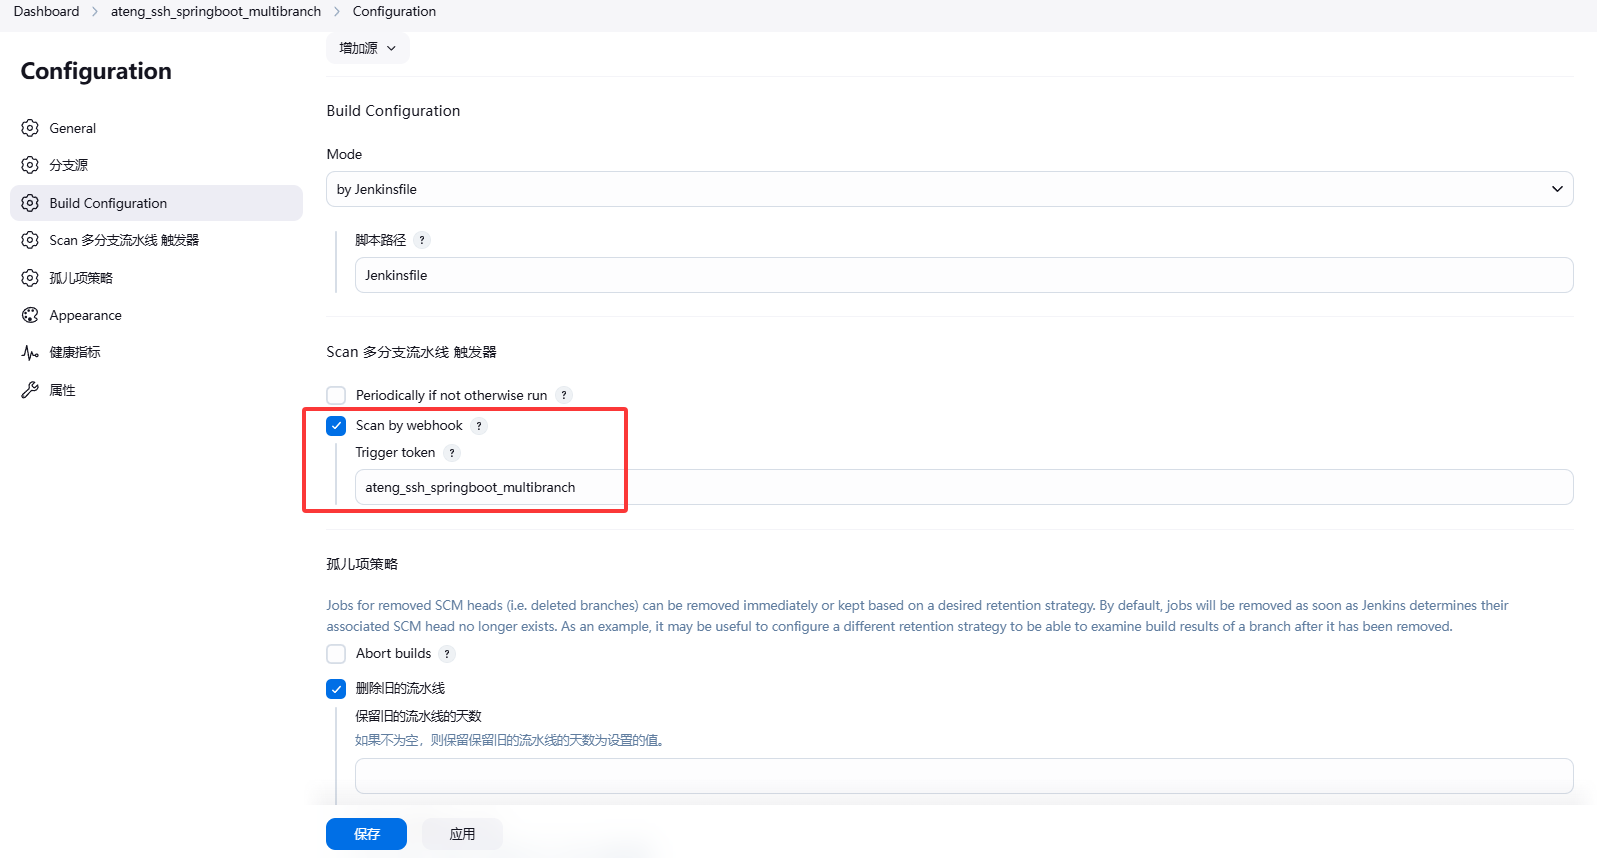 Dashboard > ateng_ssh_springboot_multibranch > Configuration
Configuration
General
分支源
Build Configuration
Scan 多分支流水线 触发器
孤儿项策略
Appearance
健康指标
属性
增加源
Build Configuration
Mode
by Jenkinsfile
脚本路径 ?
Jenkinsfile
Scan 多分支流水线 触发器
Periodically if not otherwise run ?
Scan by webhook ?
Trigger token ?
ateng_ssh_springboot_multibranch
孤儿项策略
Jobs for removed SCM heads (i.e. deleted branches) can be removed immediately or kept based on a desired retention strategy. By default, jobs will be removed as soon as Jenkins determines their
associated SCM head no longer exists. As an example, it may be useful to configure a different retention strategy to be able to examine build results of a branch after it has been removed.
Abort builds ?
删除旧的流水线
保留旧的流水线的天数
如果不为空，则保留保留旧的流水线的天数为设置的值。
保存 应用